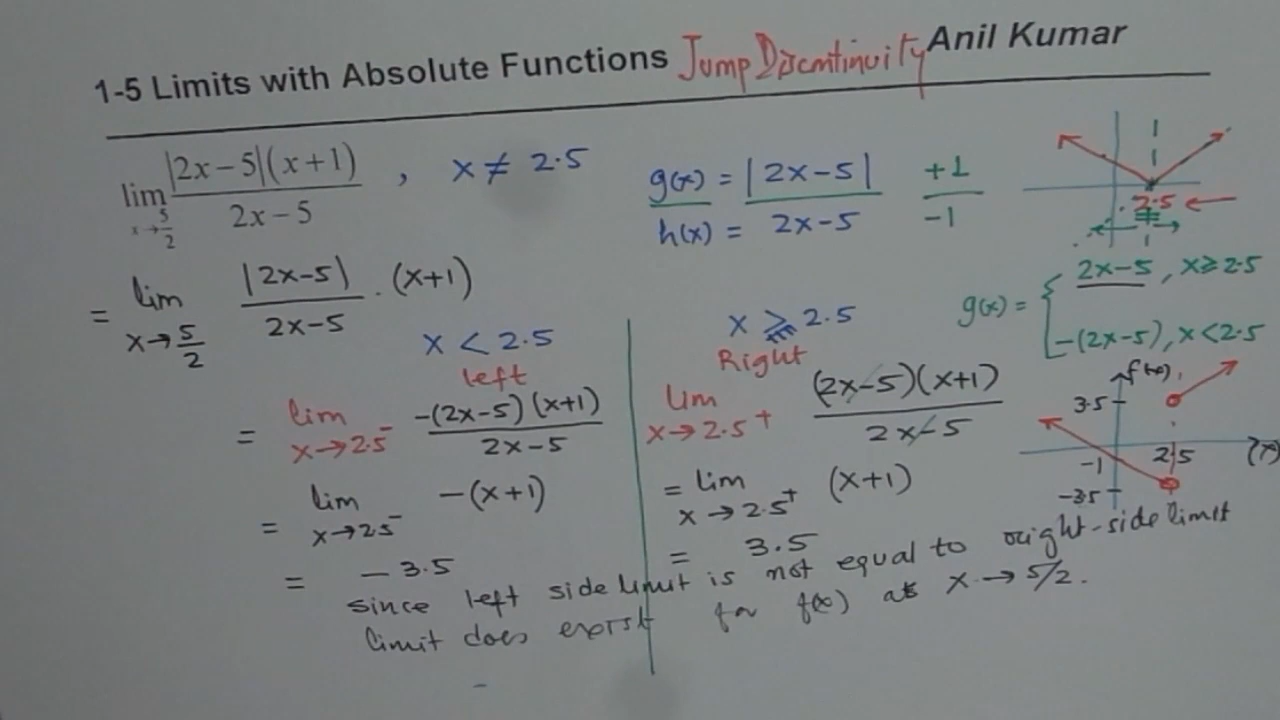 1-5 Limits with Absolute Functions Jump Discontinuity Anil Kumar
lim x→5/2 |2x−5|(x+1) / 2x−5 , x ≠ 2.5
g(x) = |2x−5| +1
h(x) = 2x−5 −1
2.5
= lim x→5/2 |2x−5| / 2x−5 . (x+1)
g(x) = { 2x−5, x≥2.5
−(2x−5), x<2.5
x < 2.5
left
= lim x→2.5⁻ −(2x−5)(x+1) / 2x−5
= lim x→2.5⁻ −(x+1)
= −3.5
x ≥ 2.5
Right
lim x→2.5⁺ (2x−5)(x+1) / 2x−5
= lim x→2.5⁺ (x+1)
= 3.5
f(x)
3.5
−1 2.5 (x)
−3.5
since left side limit is not equal to right-side limit
limit does exist for f(x) at x→5/2.